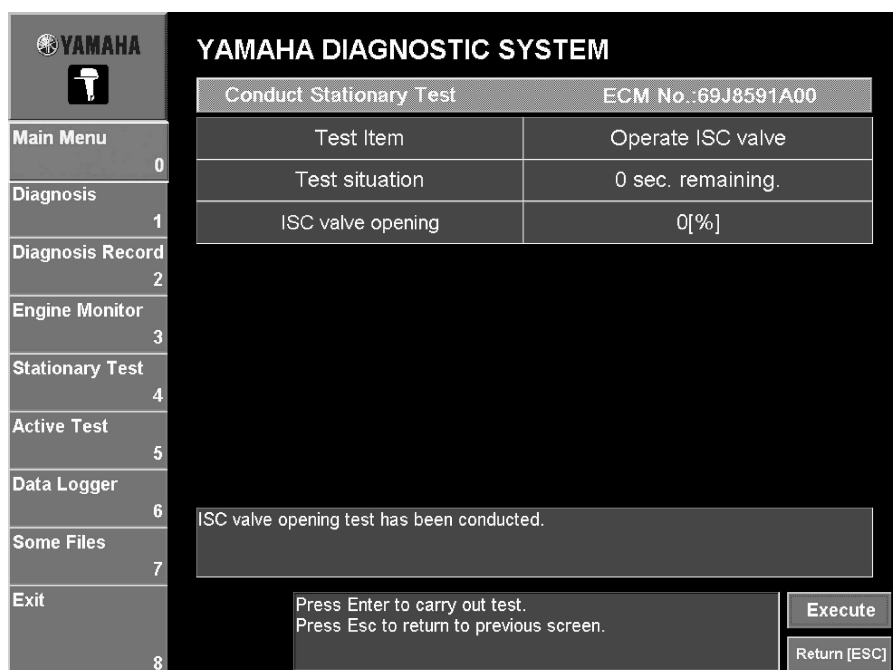 YAMAHA
YAMAHA DIAGNOSTIC SYSTEM
Conduct Stationary Test ECM No.:69J8591A00
Test Item Operate ISC valve
Test situation 0 sec. remaining.
ISC valve opening 0[%]
Main Menu
0
Diagnosis
1
Diagnosis Record
2
Engine Monitor
3
Stationary Test
4
Active Test
5
Data Logger
6
Some Files
7
Exit
8
ISC valve opening test has been conducted.
Press Enter to carry out test.
Press Esc to return to previous screen.
Execute
Return [ESC]